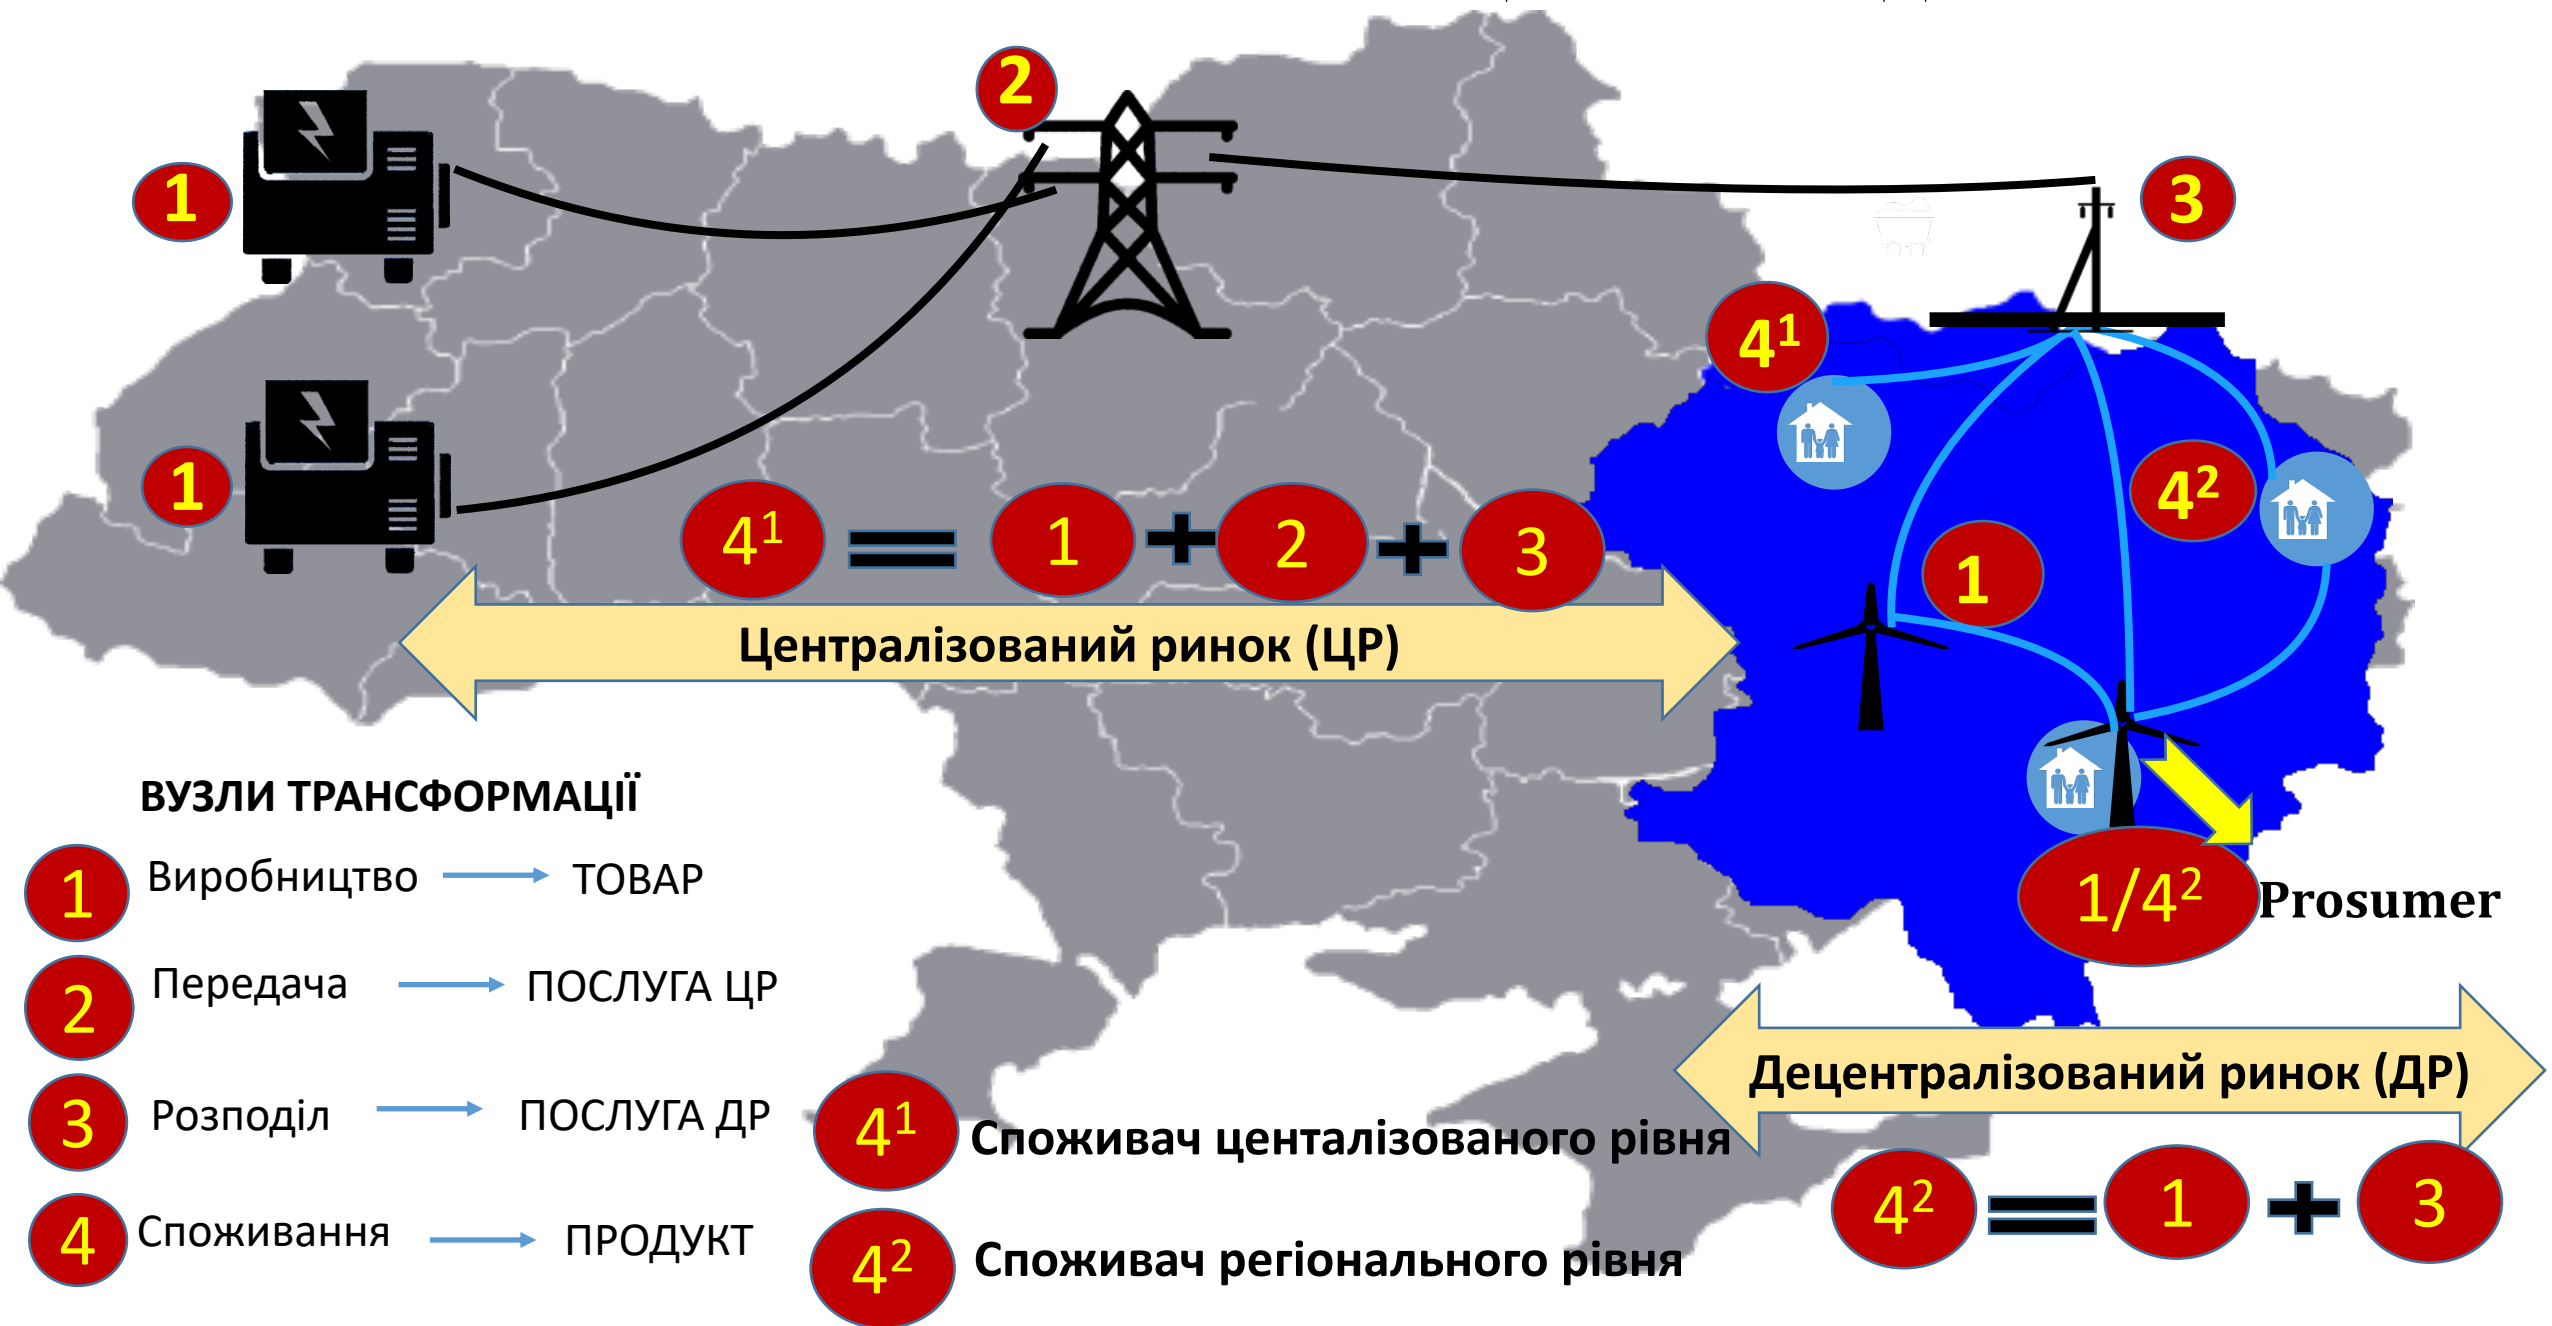 2
1
3
4¹
4²
1
4¹ = 1 + 2 + 3
1
Централізований ринок (ЦР)
1/4² Prosumer
ВУЗЛИ ТРАНСФОРМАЦІЇ
1 Виробництво ТОВАР
2 Передача ПОСЛУГА ЦР
3 Розподіл ПОСЛУГА ДР
4 Споживання ПРОДУКТ
4¹ Споживач централізованого рівня
4² Споживач регіонального рівня
Децентралізований ринок (ДР)
4² = 1 + 3